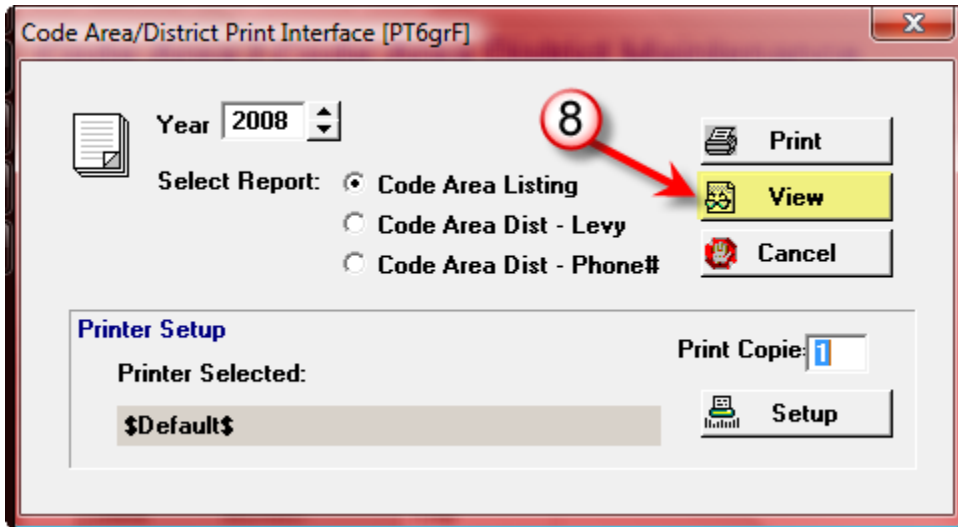 Code Area/District Print Interface [PT6grF]
Year 2008
8
Print
Select Report: Code Area Listing
View
Code Area Dist - Levy
Code Area Dist - Phone#
Cancel
Printer Setup
Print Copie: 1
Printer Selected:
$Default$
Setup